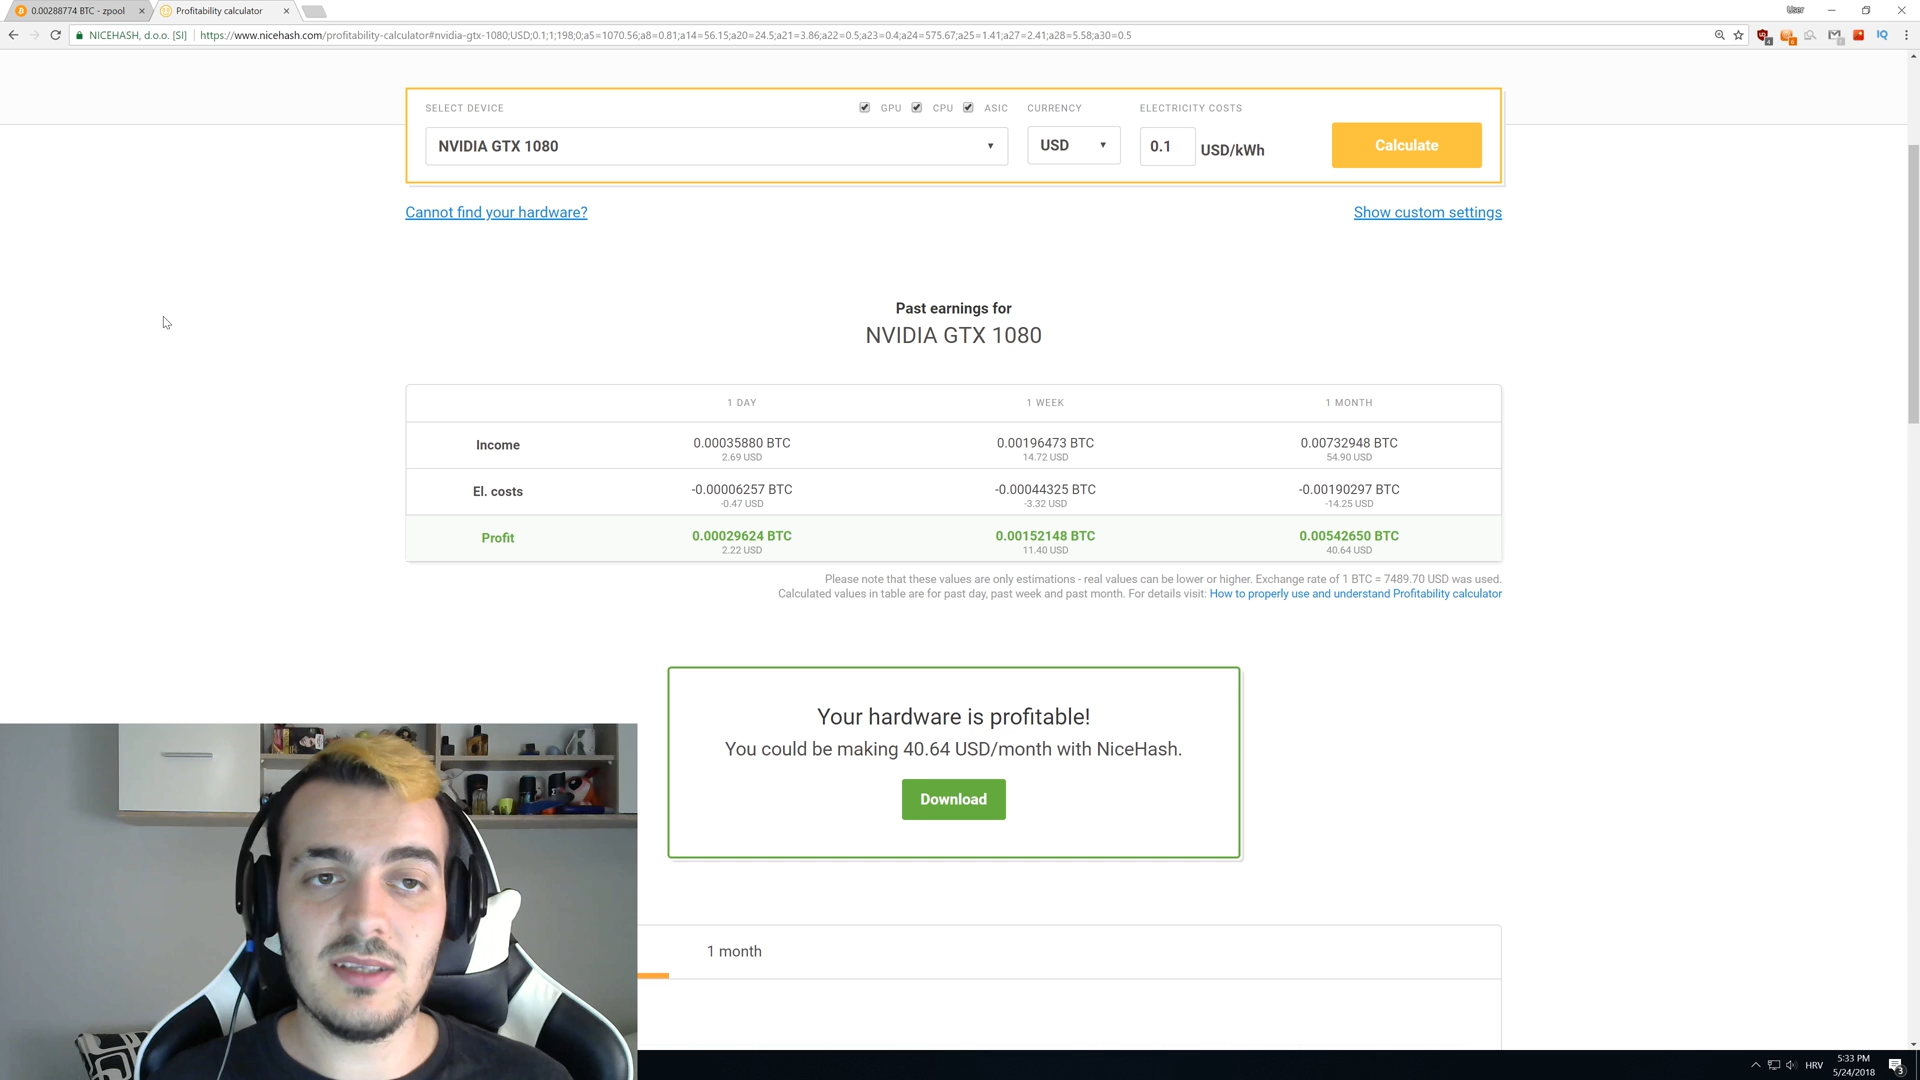 0.00288774 BTC - zpool
Profitability calculator
User
NICEHASH, d.o.o. [SI]
https://www.nicehash.com/profitability-calculator#nvidia-gtx-1080;USD;0.1;1;198;0;a5=1070.56;a8=0.81;a14=56.15;a20=24.5;a21=3.86;a22=0.5;a23=0.4;a24=575.67;a25=1.41;a27=2.41;a28=5.58;a30=0.5
SELECT DEVICE
GPU
CPU
ASIC
CURRENCY
ELECTRICITY COSTS
NVIDIA GTX 1080
USD
0.1
USD/kWh
Calculate
Cannot find your hardware?
Show custom settings
Past earnings for
NVIDIA GTX 1080
1 DAY
1 WEEK
1 MONTH
Income
0.00035880 BTC
2.69 USD
0.00196473 BTC
14.72 USD
0.00732948 BTC
54.90 USD
El. costs
-0.00006257 BTC
-0.47 USD
-0.00044325 BTC
-3.32 USD
-0.00190297 BTC
-14.25 USD
Profit
0.00029624 BTC
2.22 USD
0.00152148 BTC
11.40 USD
0.00542650 BTC
40.64 USD
Please note that these values are only estimations - real values can be lower or higher. Exchange rate of 1 BTC = 7489.70 USD was used.
Calculated values in table are for past day, past week and past month. For details visit: How to properly use and understand Profitability calculator
Your hardware is profitable!
You could be making 40.64 USD/month with NiceHash.
Download
1 month
HRV
5:33 PM
5/24/2018
3